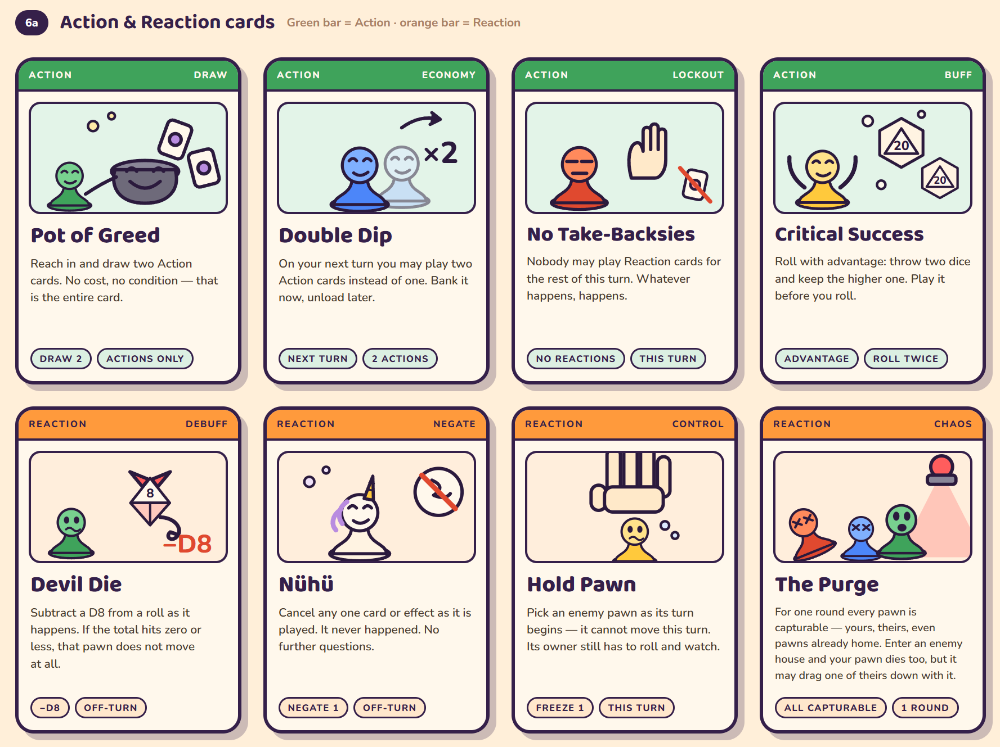 6a
Action & Reaction cards
Green bar = Action · orange bar = Reaction
ACTION
DRAW
Pot of Greed
Reach in and draw two Action
cards. No cost, no condition — that
is the entire card.
DRAW 2
ACTIONS ONLY
ACTION
ECONOMY
×2
Double Dip
On your next turn you may play two
Action cards instead of one. Bank it
now, unload later.
NEXT TURN
2 ACTIONS
ACTION
LOCKOUT
No Take-Backsies
Nobody may play Reaction cards for
the rest of this turn. Whatever
happens, happens.
NO REACTIONS
THIS TURN
ACTION
BUFF
20
20
Critical Success
Roll with advantage: throw two dice
and keep the higher one. Play it
before you roll.
ADVANTAGE
ROLL TWICE
REACTION
DEBUFF
8
–D8
Devil Die
Subtract a D8 from a roll as it
happens. If the total hits zero or
less, that pawn does not move
at all.
–D8
OFF-TURN
REACTION
NEGATE
Nühü
Cancel any one card or effect as it is
played. It never happened. No
further questions.
NEGATE 1
OFF-TURN
REACTION
CONTROL
Hold Pawn
Pick an enemy pawn as its turn
begins — it cannot move this turn.
Its owner still has to roll and watch.
FREEZE 1
THIS TURN
REACTION
CHAOS
The Purge
For one round every pawn is
capturable — yours, theirs, even
pawns already home. Enter an enemy
house and your pawn dies too, but it
may drag one of theirs down with it.
ALL CAPTURABLE
1 ROUND